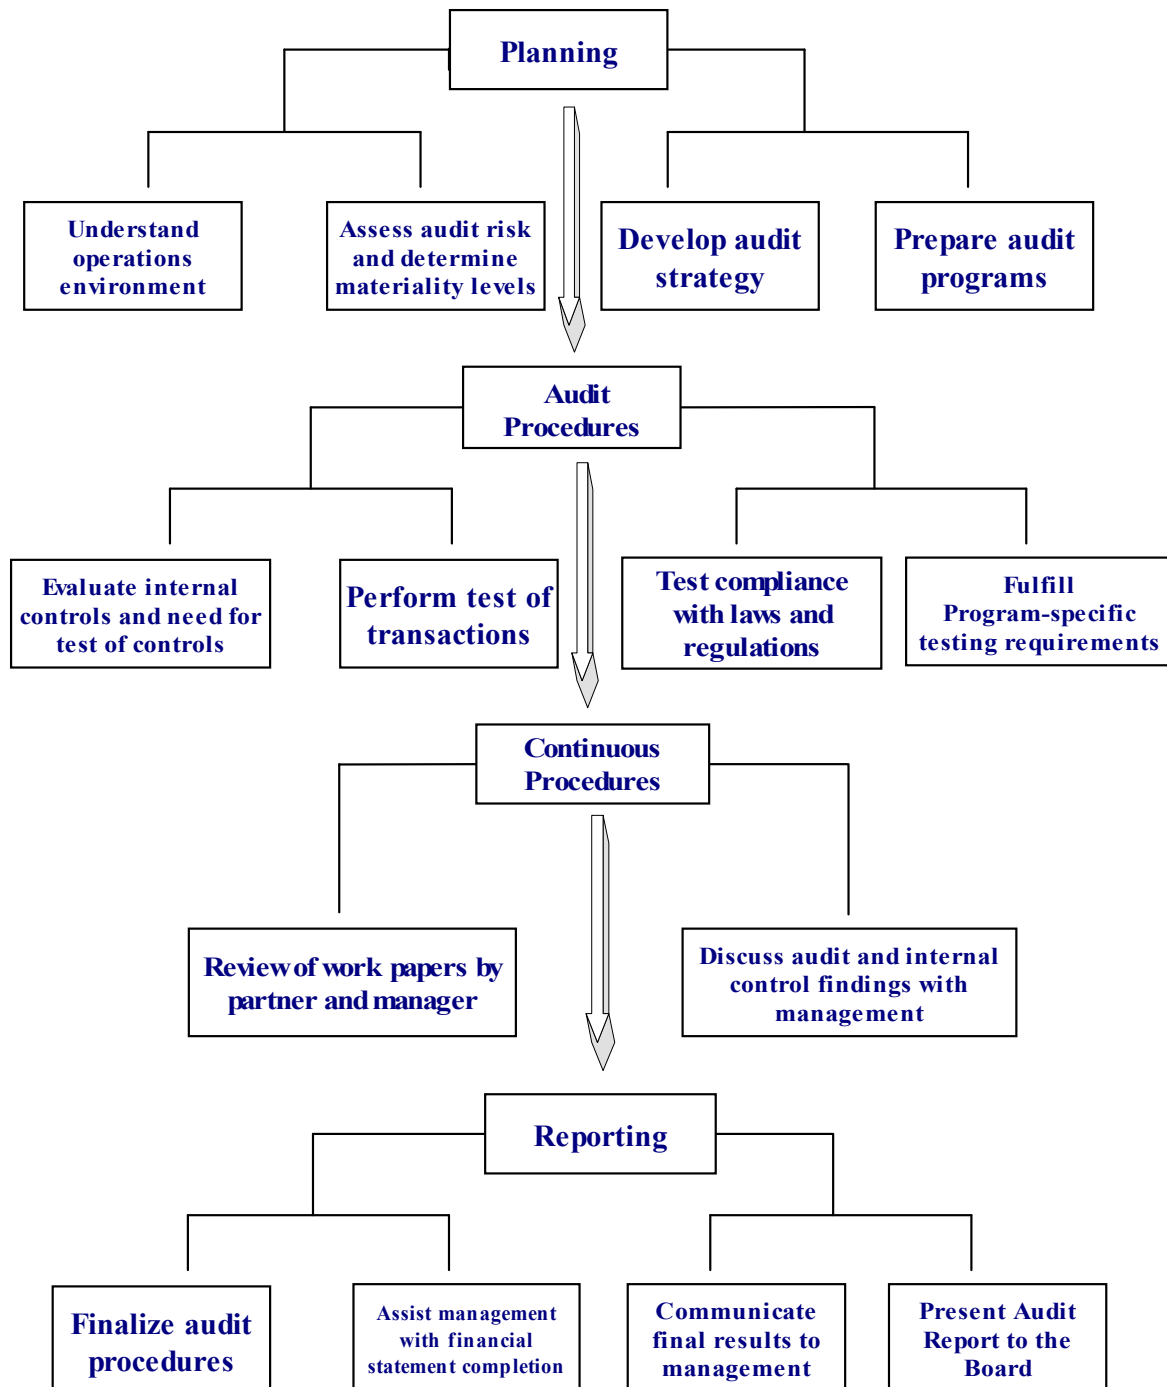 Planning
Understand
operations
environment
Assess audit risk
and determine
materiality levels
Develop audit
strategy
Prepare audit
programs
Audit
Procedures
Evaluate internal
controls and need for
test of controls
Perform test of
transactions
Test compliance
with laws and
regulations
Fulfill
Program-specific
testing requirements
Continuous
Procedures
Review of work papers by
partner and manager
Discuss audit and internal
control findings with
management
Reporting
Finalize audit
procedures
Assist management
with financial
statement completion
Communicate
final results to
management
Present Audit
Report to the
Board